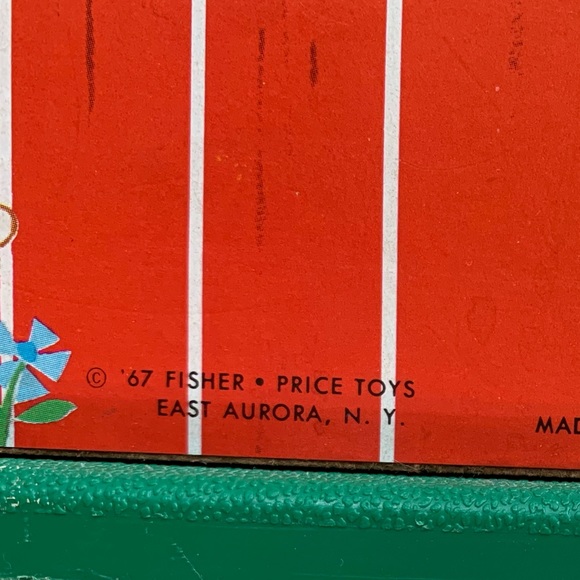 © '67 FISHER • PRICE TOYS
EAST AURORA, N. Y.
MAD